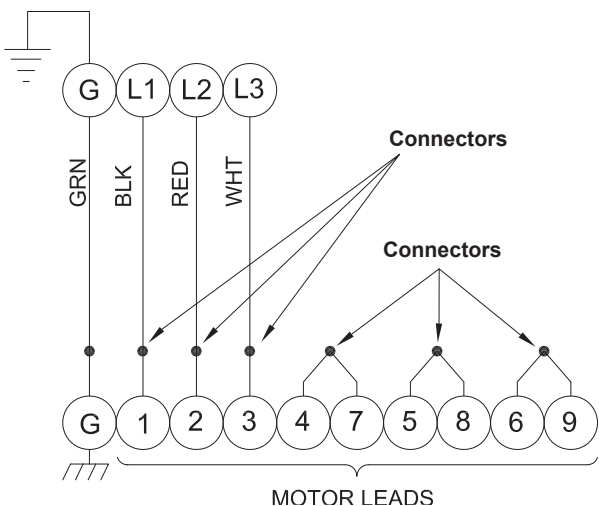 G L1 L2 L3
Connectors
GRN BLK RED WHT
Connectors
G 1 2 3 4 7 5 8 6 9
MOTOR LEADS